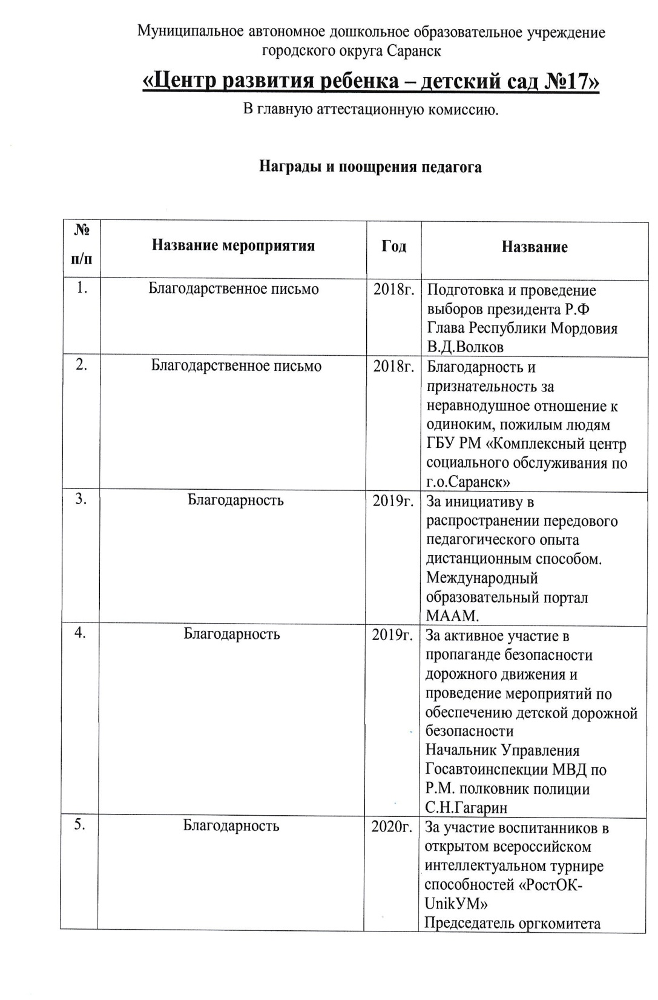 Муниципальное автономное дошкольное образовательное учреждение
городского округа Саранск
«Центр развития ребенка – детский сад №17»
В главную аттестационную комиссию.
Награды и поощрения педагога
№
п/п
Название мероприятия
Год
Название
1.
Благодарственное письмо
2018г.
Подготовка и проведение
выборов президента Р.Ф
Глава Республики Мордовия
В.Д.Волков
2.
Благодарственное письмо
2018г.
Благодарность и
признательность за
неравнодушное отношение к
одиноким, пожилым людям
ГБУ РМ «Комплексный центр
социального обслуживания по
г.о.Саранск»
3.
Благодарность
2019г.
За инициативу в
распространении передового
педагогического опыта
дистанционным способом.
Международный
образовательный портал
МААМ.
4.
Благодарность
2019г.
За активное участие в
пропаганде безопасности
дорожного движения и
проведение мероприятий по
обеспечению детской дорожной
безопасности
Начальник Управления
Госавтоинспекции МВД по
Р.М. полковник полиции
С.Н.Гагарин
5.
Благодарность
2020г.
За участие воспитанников в
открытом всероссийском
интеллектуальном турнире
способностей «РостОК-
UnikУМ»
Председатель оргкомитета